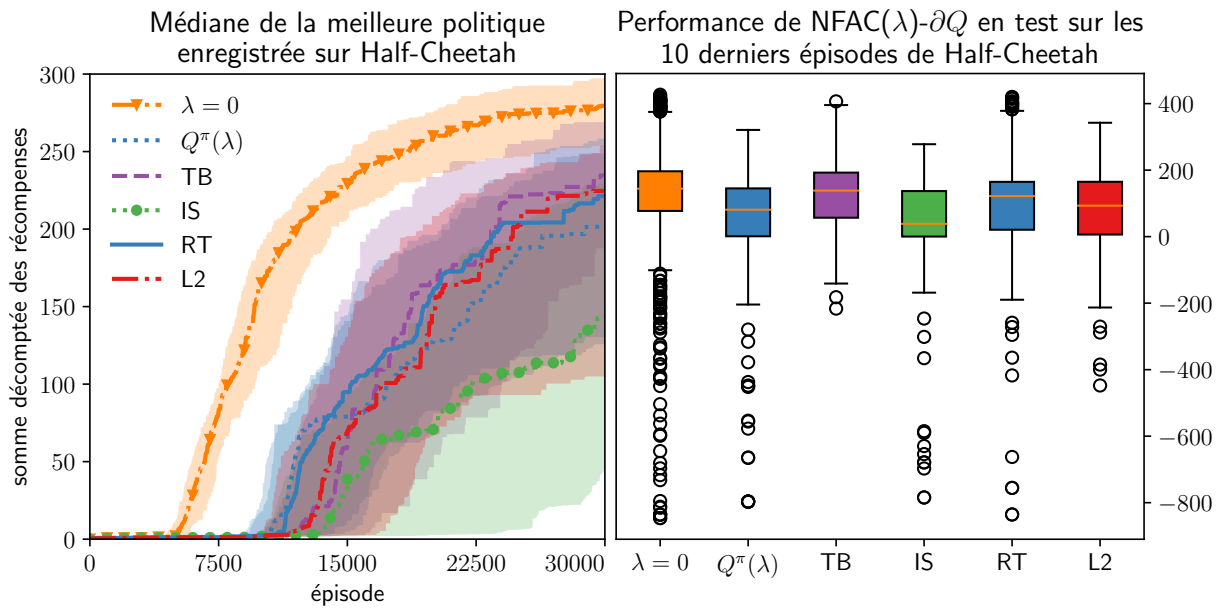 Médiane de la meilleure politique
enregistrée sur Half-Cheetah
300
250
200
150
100
50
0
somme décomptée des récompenses
λ = 0
Q^π(λ)
TB
IS
RT
L2
0
7500
15000
22500
30000
épisode
Performance de NFAC(λ)-∂Q en test sur les
10 derniers épisodes de Half-Cheetah
400
200
0
−200
−400
−600
−800
λ = 0
Q^π(λ)
TB
IS
RT
L2